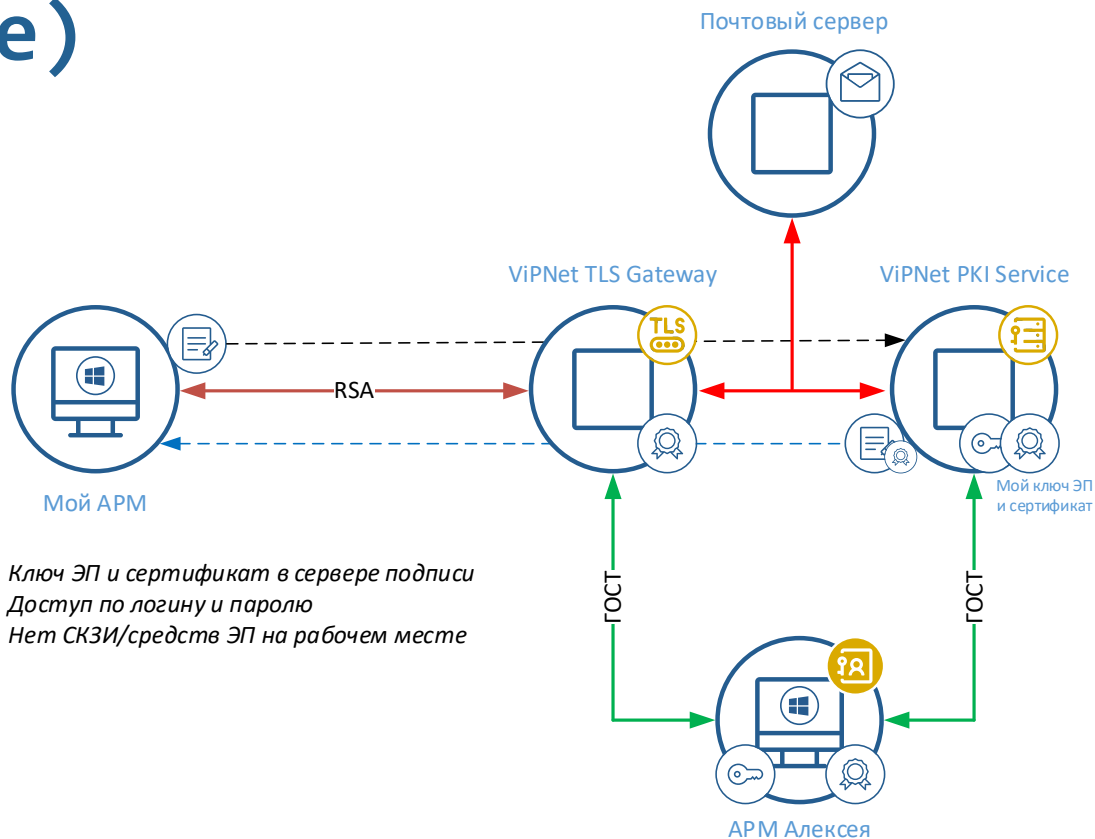 e)
Почтовый сервер
ViPNet TLS Gateway
ViPNet PKI Service
TLS
RSA
Мой АРМ
Мой ключ ЭП
и сертификат
Ключ ЭП и сертификат в сервере подписи
Доступ по логину и паролю
Нет СКЗИ/средств ЭП на рабочем месте
ГОСТ
ГОСТ
АРМ Алексея